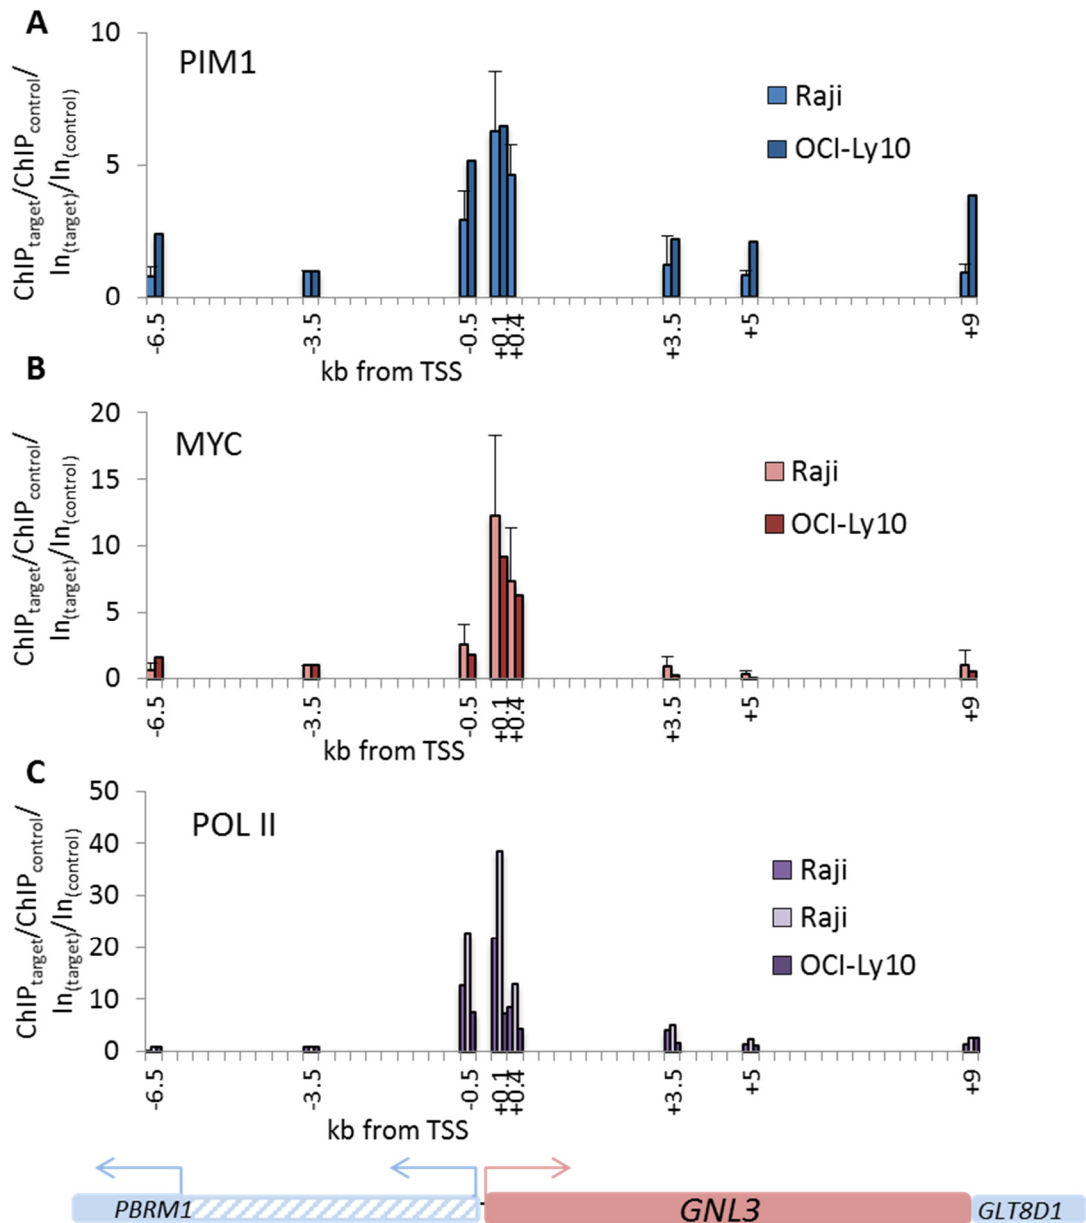 A
PIM1
ChIPtarget/ChIPcontrol/
In(target)/In(control)
10
5
0
Raji
OCI-Ly10
-6.5 -3.5 -0.5 +0.1 +0.4 +3.5 +5 +9
kb from TSS
B
MYC
ChIPtarget/ChIPcontrol/
In(target)/In(control)
20
15
10
5
0
Raji
OCI-Ly10
-6.5 -3.5 -0.5 +0.1 +0.4 +3.5 +5 +9
kb from TSS
C
POL II
ChIPtarget/ChIPcontrol/
In(target)/In(control)
50
40
30
20
10
0
Raji
Raji
OCI-Ly10
-6.5 -3.5 -0.5 +0.1 +0.4 +3.5 +5 +9
kb from TSS
PBRM1 GNL3 GLT8D1